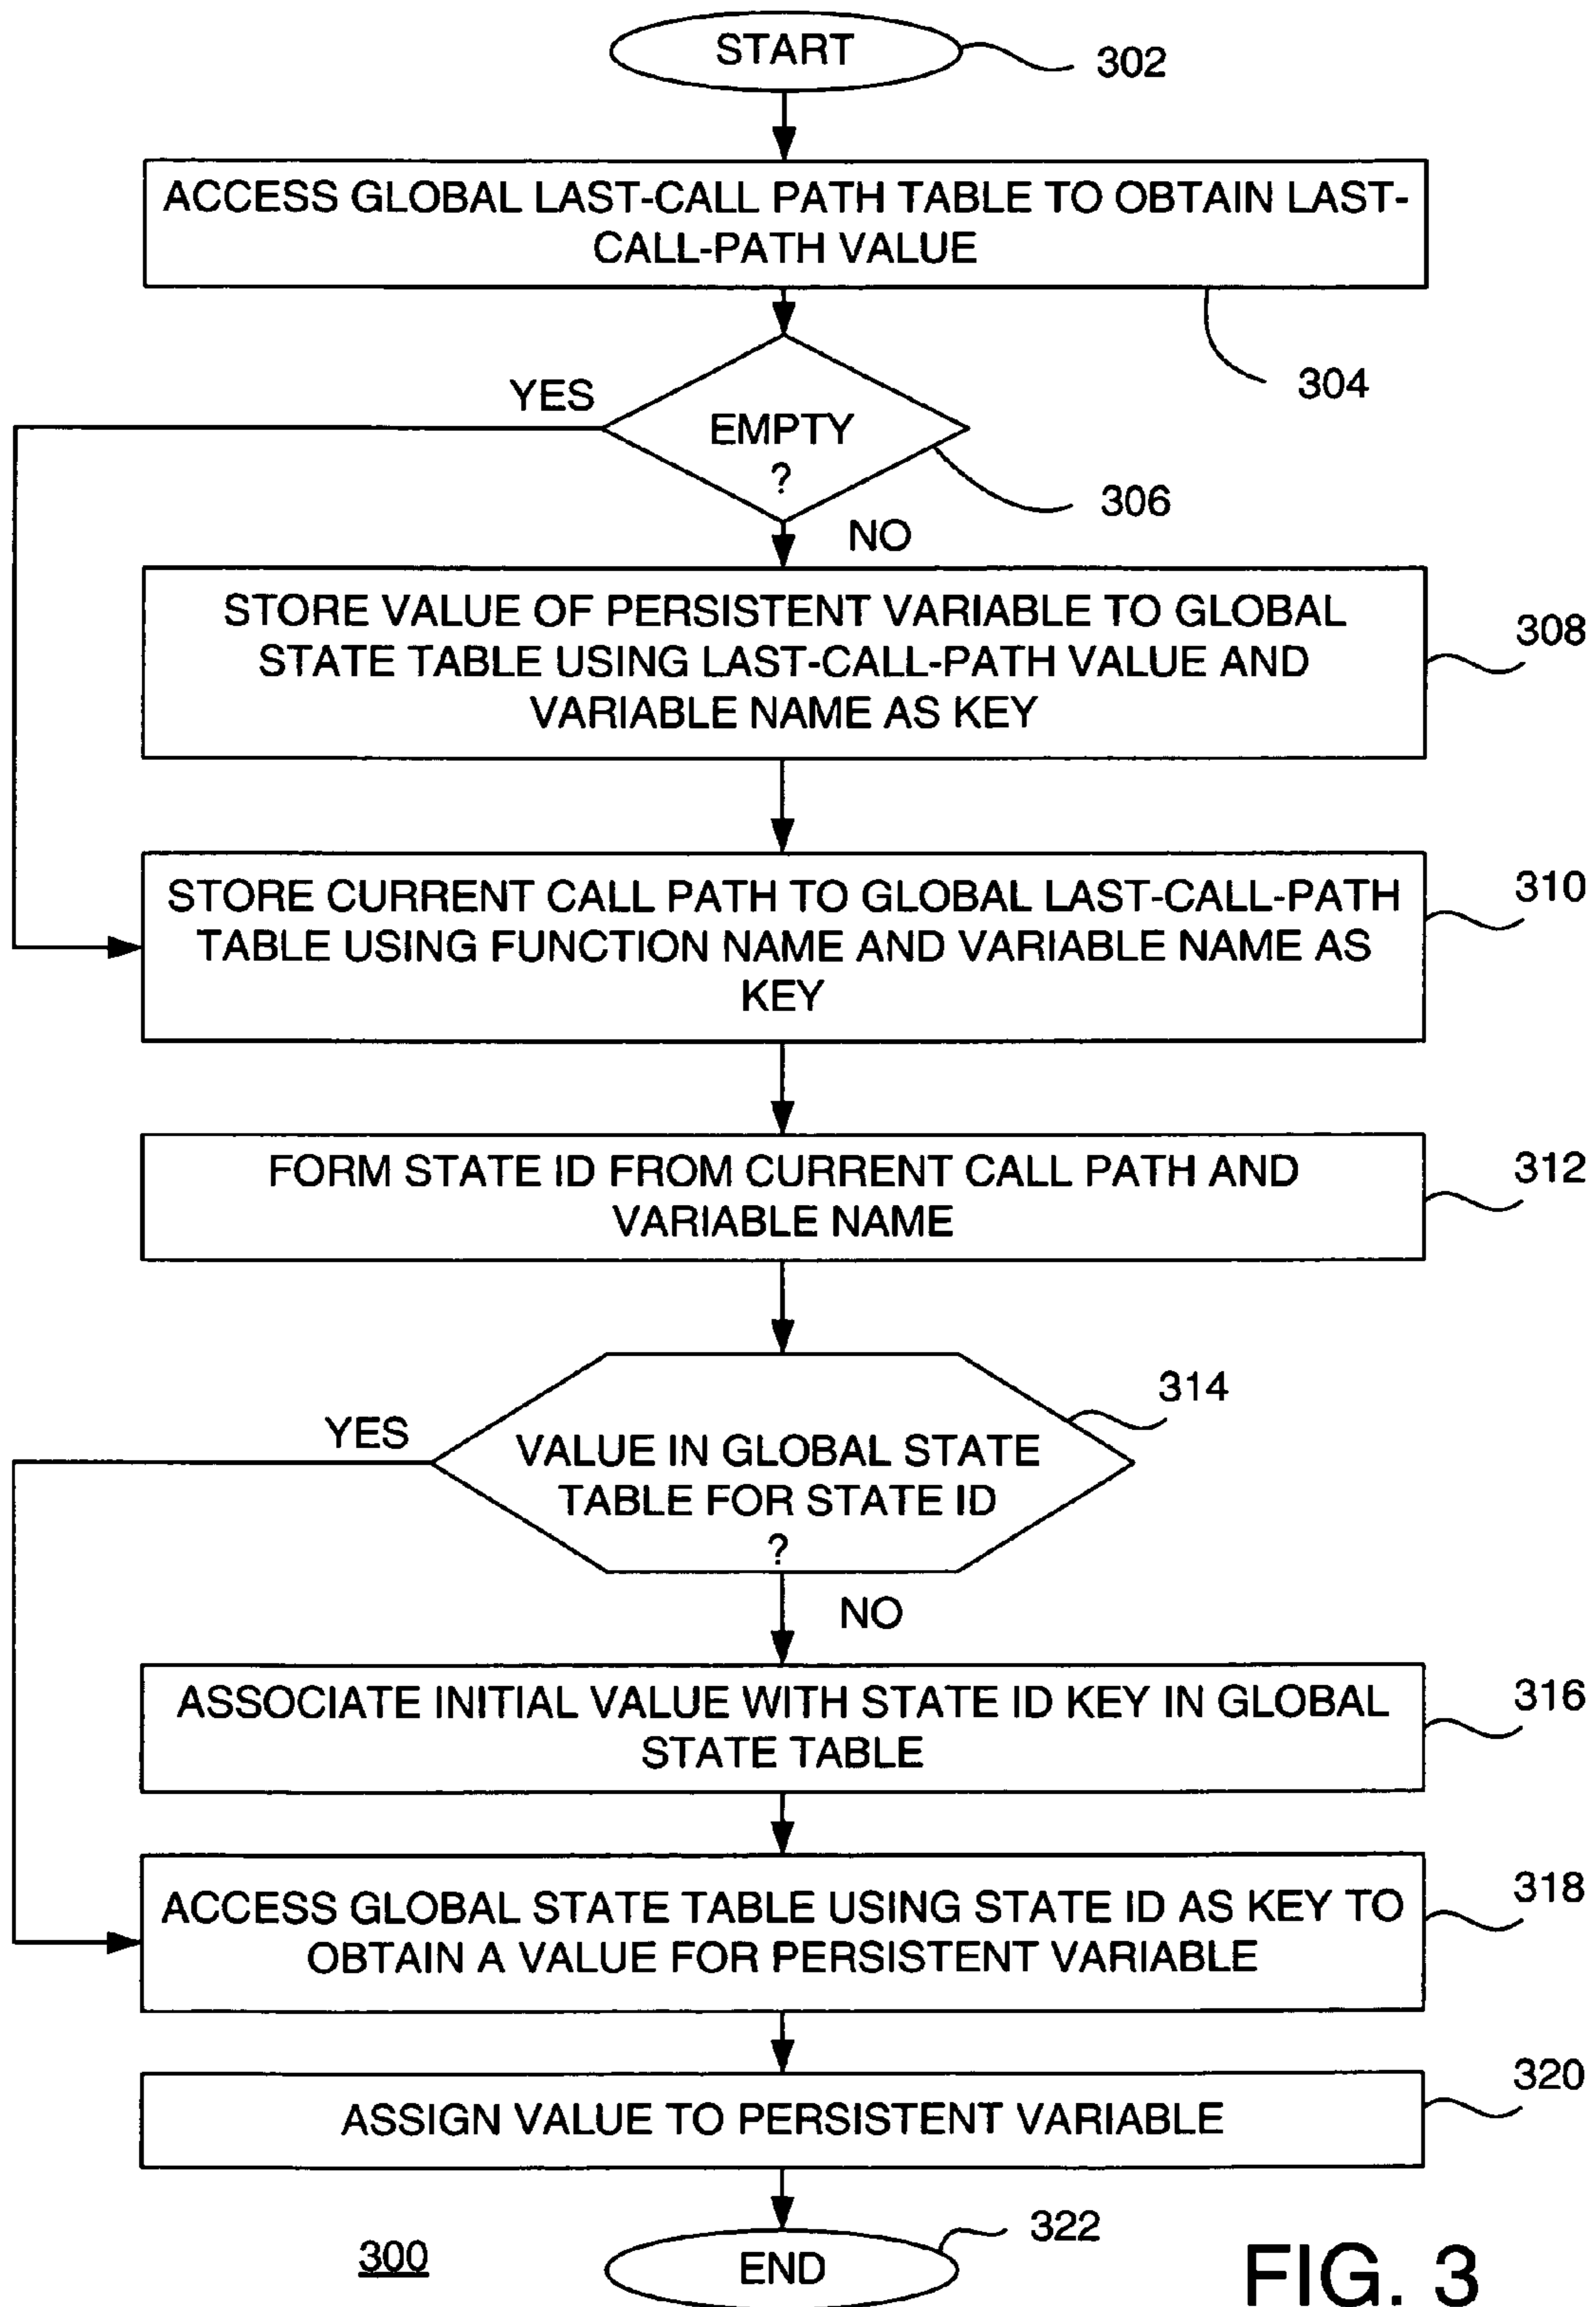 START
302
ACCESS GLOBAL LAST-CALL PATH TABLE TO OBTAIN LAST-
CALL-PATH VALUE
304
YES
EMPTY
?
306
NO
STORE VALUE OF PERSISTENT VARIABLE TO GLOBAL
STATE TABLE USING LAST-CALL-PATH VALUE AND
VARIABLE NAME AS KEY
308
STORE CURRENT CALL PATH TO GLOBAL LAST-CALL-PATH
TABLE USING FUNCTION NAME AND VARIABLE NAME AS
KEY
310
FORM STATE ID FROM CURRENT CALL PATH AND
VARIABLE NAME
312
314
YES
VALUE IN GLOBAL STATE
TABLE FOR STATE ID
?
NO
ASSOCIATE INITIAL VALUE WITH STATE ID KEY IN GLOBAL
STATE TABLE
316
ACCESS GLOBAL STATE TABLE USING STATE ID AS KEY TO
OBTAIN A VALUE FOR PERSISTENT VARIABLE
318
ASSIGN VALUE TO PERSISTENT VARIABLE
320
END
322
300
FIG. 3